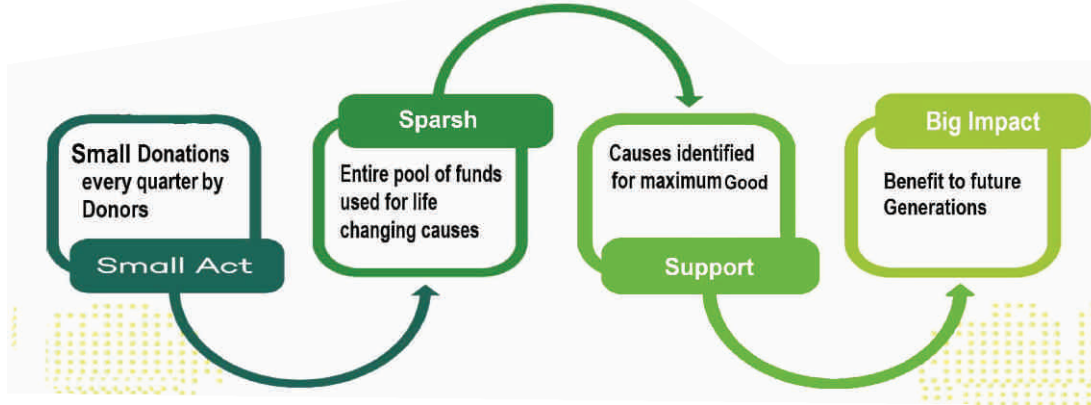 Small Donations
every quarter by
Donors
Small Act
Sparsh
Entire pool of funds
used for life
changing causes
Causes identified
for maximum Good
Support
Big Impact
Benefit to future
Generations